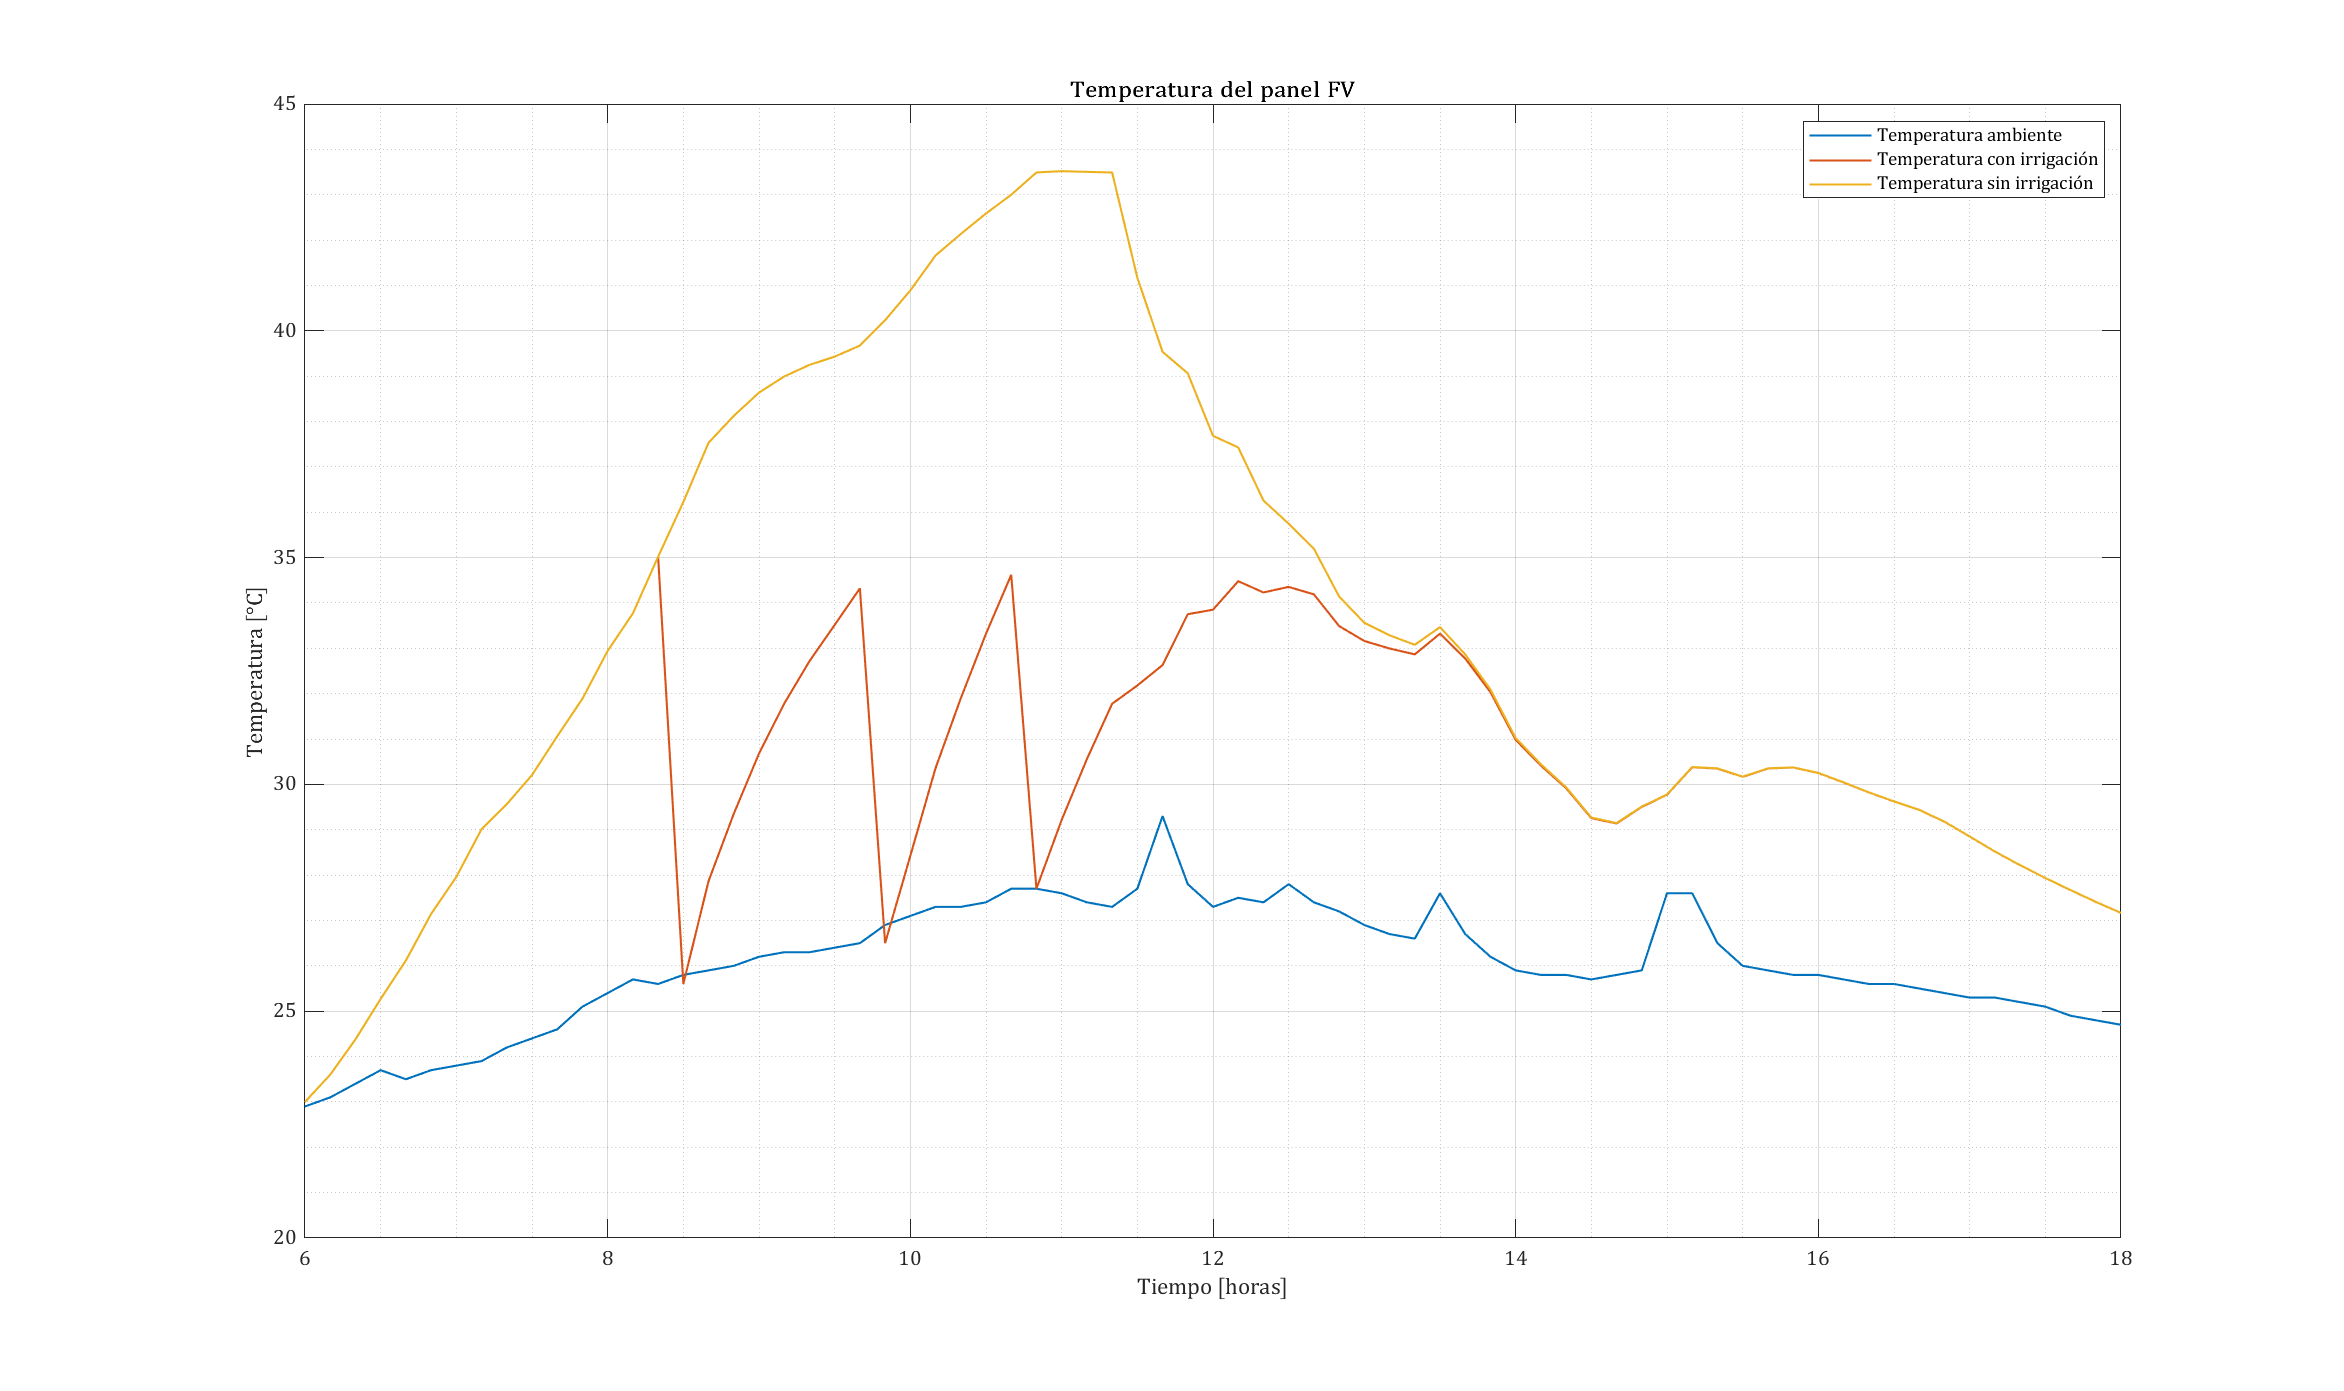 Temperatura del panel FV
Temperatura ambiente
Temperatura con irrigación
Temperatura sin irrigación
45
40
35
30
25
20
Temperatura [°C]
6 8 10 12 14 16 18
Tiempo [horas]